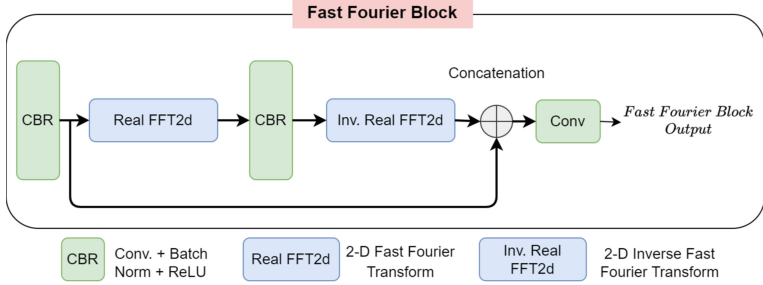 Fast Fourier Block
Concatenation
CBR
Real FFT2d
CBR
Inv. Real FFT2d
Conv
Fast Fourier Block
Output
CBR
Conv. + Batch
Norm + ReLU
Real FFT2d
2-D Fast Fourier
Transform
Inv. Real
FFT2d
2-D Inverse Fast
Fourier Transform